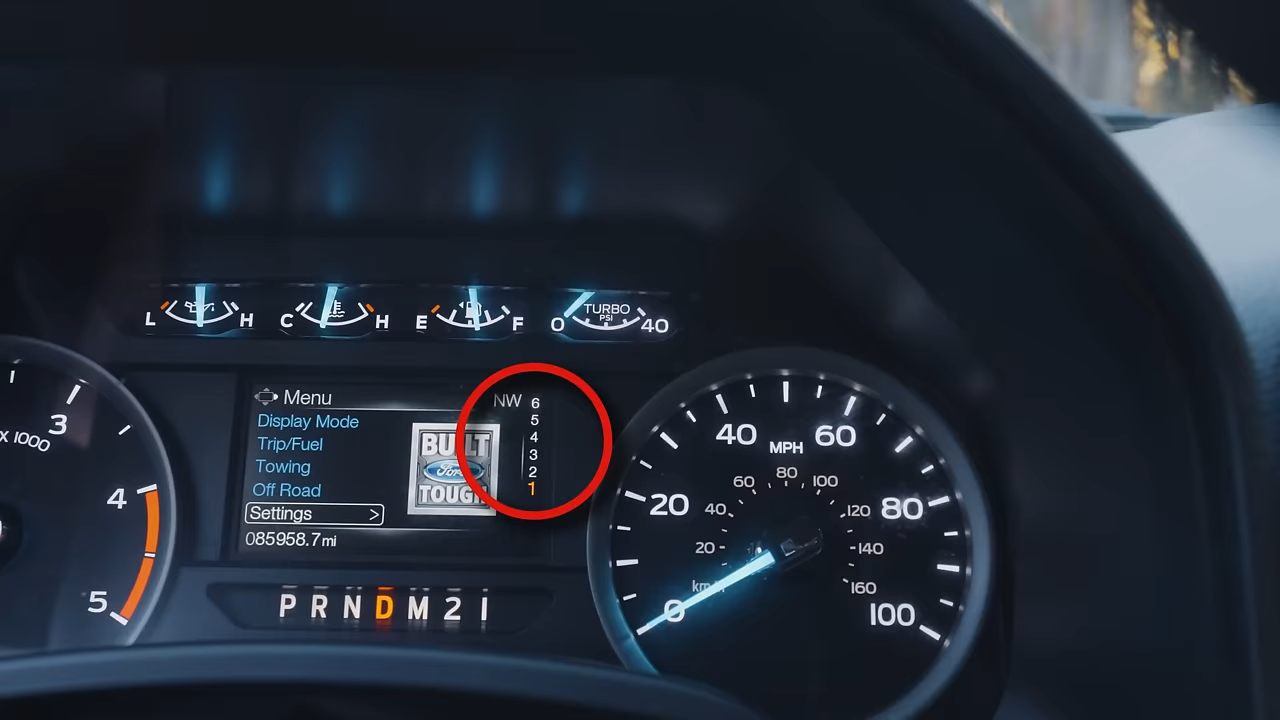 L H C H E F 0 TURBO PSI 40
3
X 1000
4
5
Menu
Display Mode
Trip/Fuel
Towing
Off Road
Settings >
085958.7 mi
BUILT
Ford
TOUGH
NW
6
5
4
3
2
1
P R N D M 2 1
0 20 40 60 80 100
MPH
20 40 60 80 100 120 140 160